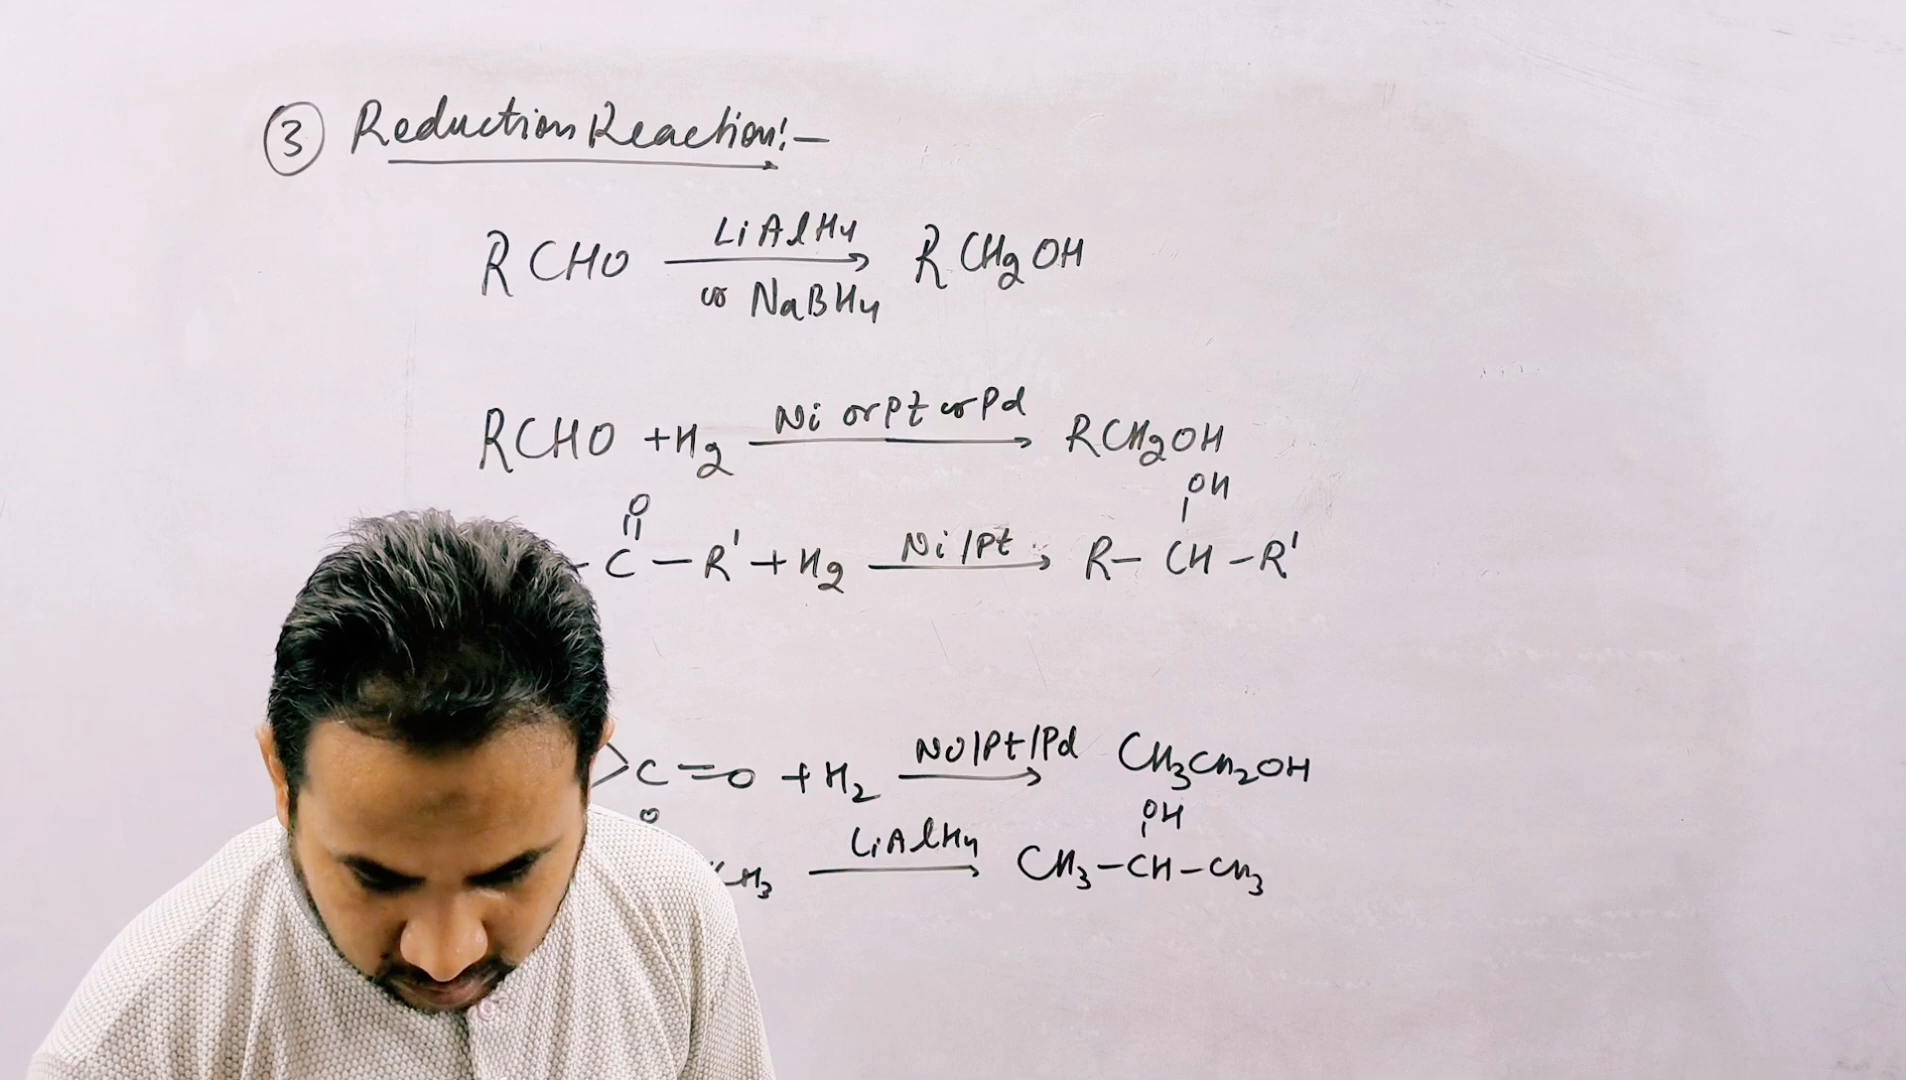 ③ Reduction Reaction:-
LiAlH4
RCHO → RCH2OH
or NaBH4
Ni or Pt or Pd
RCHO + H2 → RCH2OH
O OH
- C - R' + H2 Ni/Pt → R - CH - R'
> C = O + H2 Ni/Pt/Pd → CH3CH2OH
O OH
CH3 LiAlH4 → CH3 - CH - CH3